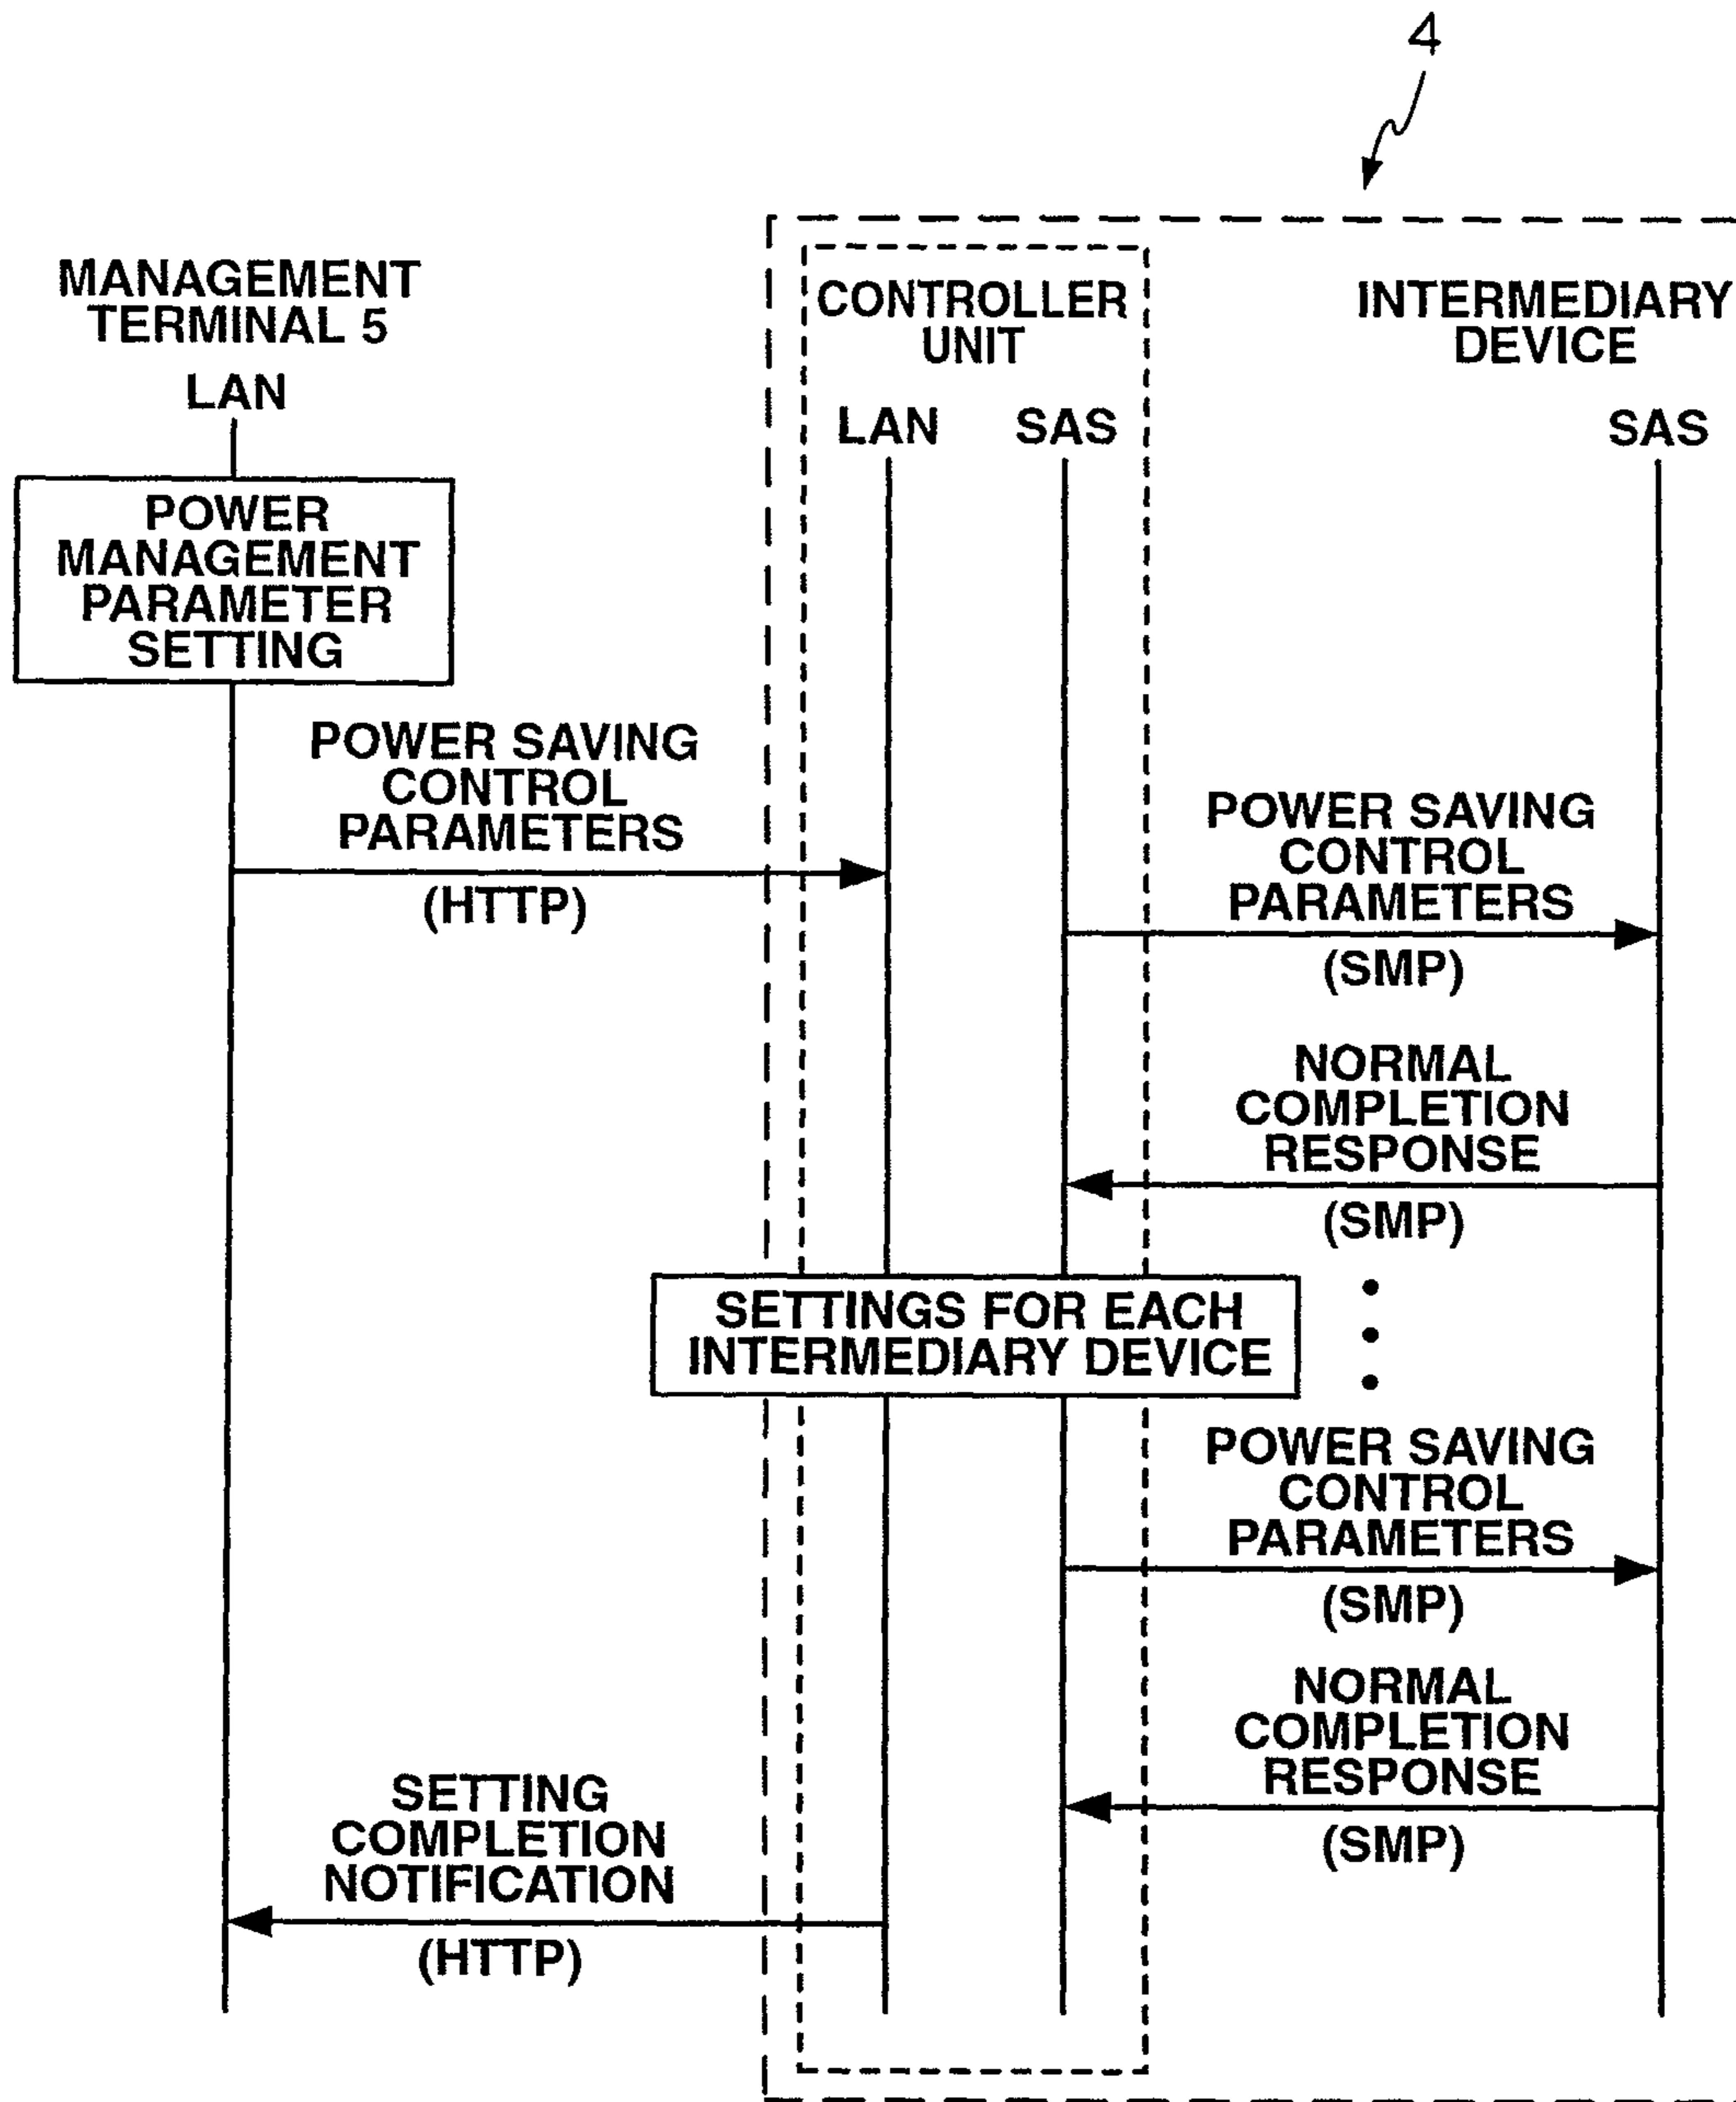 4
MANAGEMENT
TERMINAL 5
LAN
CONTROLLER
UNIT
LAN SAS
INTERMEDIARY
DEVICE
SAS
POWER
MANAGEMENT
PARAMETER
SETTING
POWER SAVING
CONTROL
PARAMETERS
(HTTP)
POWER SAVING
CONTROL
PARAMETERS
(SMP)
NORMAL
COMPLETION
RESPONSE
(SMP)
SETTINGS FOR EACH
INTERMEDIARY DEVICE
POWER SAVING
CONTROL
PARAMETERS
(SMP)
NORMAL
COMPLETION
RESPONSE
(SMP)
SETTING
COMPLETION
NOTIFICATION
(HTTP)